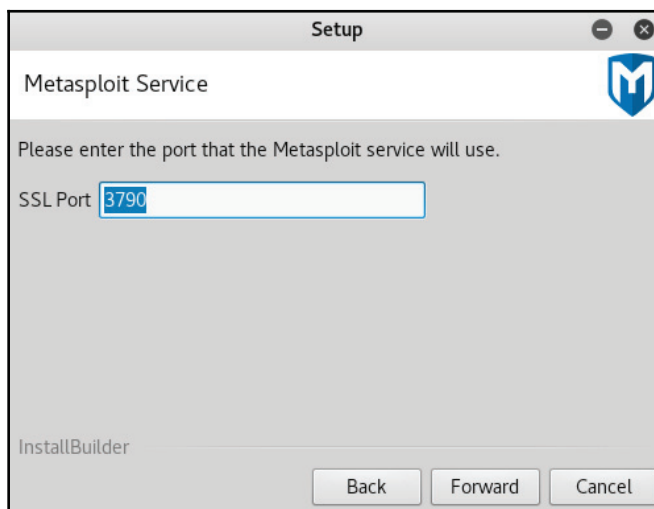 Setup
Metasploit Service
Please enter the port that the Metasploit service will use.
SSL Port 3790
InstallBuilder
Back Forward Cancel